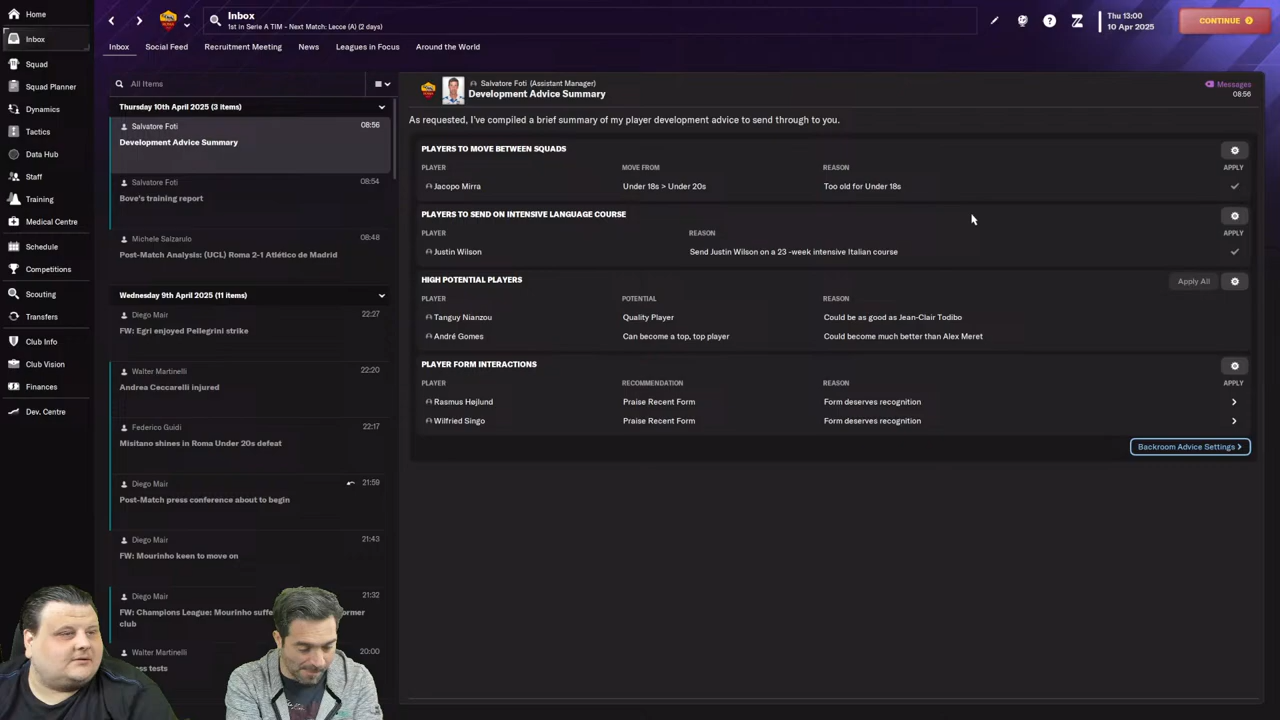 Home
Inbox
Squad
Squad Planner
Dynamics
Tactics
Data Hub
Staff
Training
Medical Centre
Schedule
Competitions
Scouting
Transfers
Club Info
Club Vision
Finances
Dev. Centre
Inbox
1st in Serie A TIM - Next Match: Lecce (A) (2 days)
Thu 13:00
10 Apr 2025
CONTINUE
Inbox
Social Feed
Recruitment Meeting
News
Leagues in Focus
Around the World
All Items
Thursday 10th April 2025 (3 items)
Salvatore Foti 08:56
Development Advice Summary
Salvatore Foti 08:54
Bove's training report
Michele Salzarulo 08:48
Post-Match Analysis: (UCL) Roma 2-1 Atlético de Madrid
Wednesday 9th April 2025 (11 items)
Diego Mair 22:27
FW: Egri enjoyed Pellegrini strike
Walter Martinelli 22:20
Andrea Ceccarelli injured
Federico Guidi 22:17
Misitano shines in Roma Under 20s defeat
Diego Mair 21:59
Post-Match press conference about to begin
Diego Mair 21:43
FW: Mourinho keen to move on
Diego Mair 21:32
FW: Champions League: Mourinho
club
Walter Martinelli 20:00
tests
Salvatore Foti (Assistant Manager)
Development Advice Summary
Messages
08:56
As requested, I've compiled a brief summary of my player development advice to send through to you.
PLAYERS TO MOVE BETWEEN SQUADS
PLAYER MOVE FROM REASON APPLY
Jacopo Mirra Under 18s > Under 20s Too old for Under 18s
PLAYERS TO SEND ON INTENSIVE LANGUAGE COURSE
PLAYER REASON APPLY
Justin Wilson Send Justin Wilson on a 23 -week intensive Italian course
HIGH POTENTIAL PLAYERS Apply All
PLAYER POTENTIAL REASON
Tanguy Nianzou Quality Player Could be as good as Jean-Clair Todibo
André Gomes Can become a top, top player Could become much better than Alex Meret
PLAYER FORM INTERACTIONS
PLAYER RECOMMENDATION REASON APPLY
Rasmus Højlund Praise Recent Form Form deserves recognition
Wilfried Singo Praise Recent Form Form deserves recognition
Backroom Advice Settings >